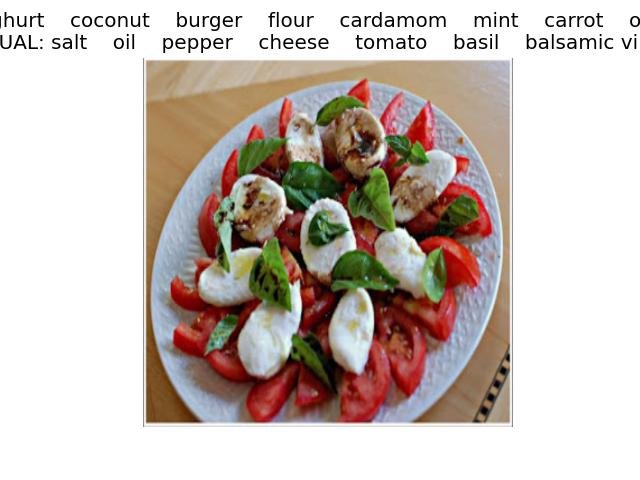 ghurt coconut burger flour cardamom mint carrot o
UAL: salt oil pepper cheese tomato basil balsamic vi